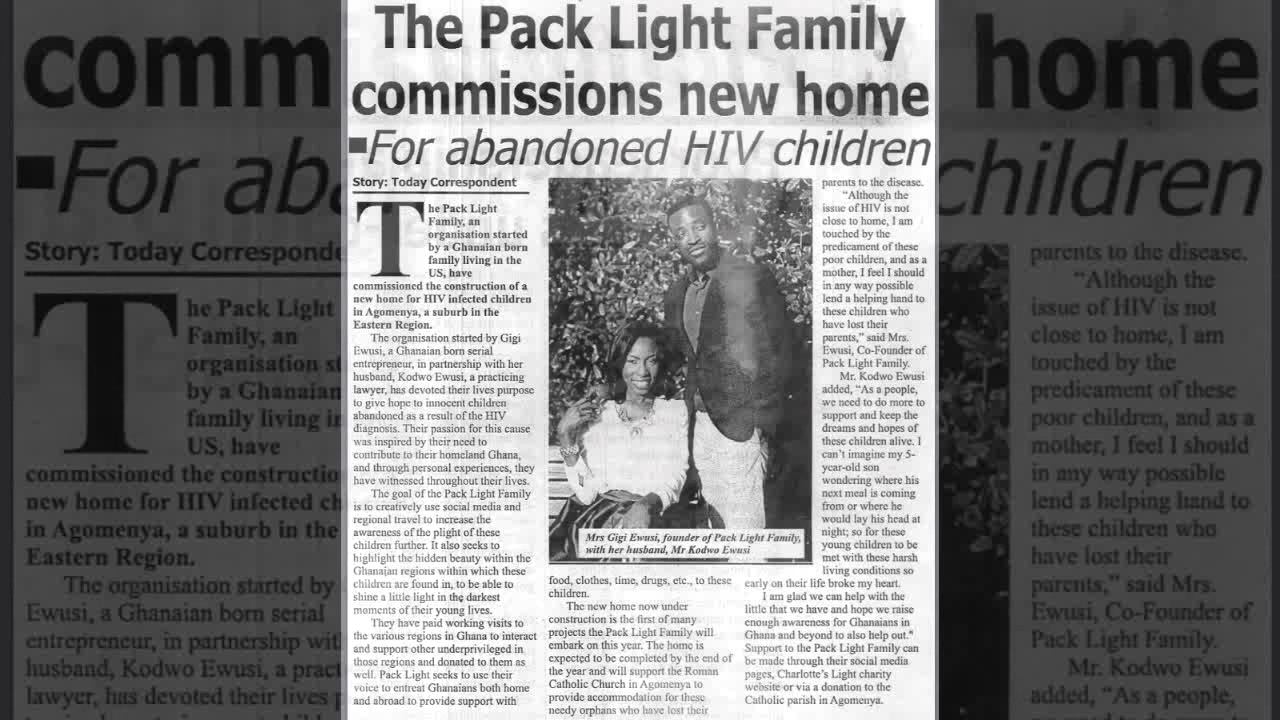 The Pack Light Family
commissions new home
▪For abandoned HIV children
Story: Today Correspondent
The Pack Light
Family, an
organisation started
by a Ghanaian born
family living in the
US, have
commissioned the construction of a
new home for HIV infected children
in Agomenya, a suburb in the
Eastern Region.
The organisation started by Gigi
Ewusi, a Ghanaian born serial
entrepreneur, in partnership with her
husband, Kodwo Ewusi, a practicing
lawyer, has devoted their lives purpose
to give hope to innocent children
abandoned as a result of the HIV
diagnosis. Their passion for this cause
was inspired by their need to
contribute to their homeland Ghana,
and through personal experiences, they
have witnessed throughout their lives.
The goal of the Pack Light Family
is to creatively use social media and
regional travel to increase the
awareness of the plight of these
children further. It also seeks to
highlight the hidden beauty within the
Ghanaian regions within which these
children are found in, to be able to
shine a little light in the darkest
moments of their young lives.
They have paid working visits to
the various regions in Ghana to interact
and support other underprivileged in
those regions and donated to them as
well. Pack Light seeks to use their
voice to entreat Ghanaians both home
and abroad to provide support with
Mrs Gigi Ewusi, founder of Pack Light Family,
with her husband, Mr Kodwo Ewusi
food, clothes, time, drugs, etc., to these
children.
The new home now under
construction is the first of many
projects the Pack Light Family will
embark on this year. The home is
expected to be completed by the end of
the year and will support the Roman
Catholic Church in Agomenya to
provide accommodation for these
needy orphans who have lost their
parents to the disease.
"Although the
issue of HIV is not
close to home, I am
touched by the
predicament of these
poor children, and as a
mother, I feel I should
in any way possible
lend a helping hand to
these children who
have lost their
parents," said Mrs.
Ewusi, Co-Founder of
Pack Light Family.
Mr. Kodwo Ewusi
added, "As a people,
we need to do more to
support and keep the
dreams and hopes of
these children alive. I
can't imagine my 5-
year-old son
wondering where his
next meal is coming
from or where he
would lay his head at
night; so for these
young children to be
met with these harsh
living conditions so
early on their life broke my heart.
I am glad we can help with the
little that we have and hope we raise
enough awareness for Ghanaians in
Ghana and beyond to also help out."
Support to the Pack Light Family can
be made through their social media
pages, Charlotte's Light charity
website or via a donation to the
Catholic parish in Agomenya.